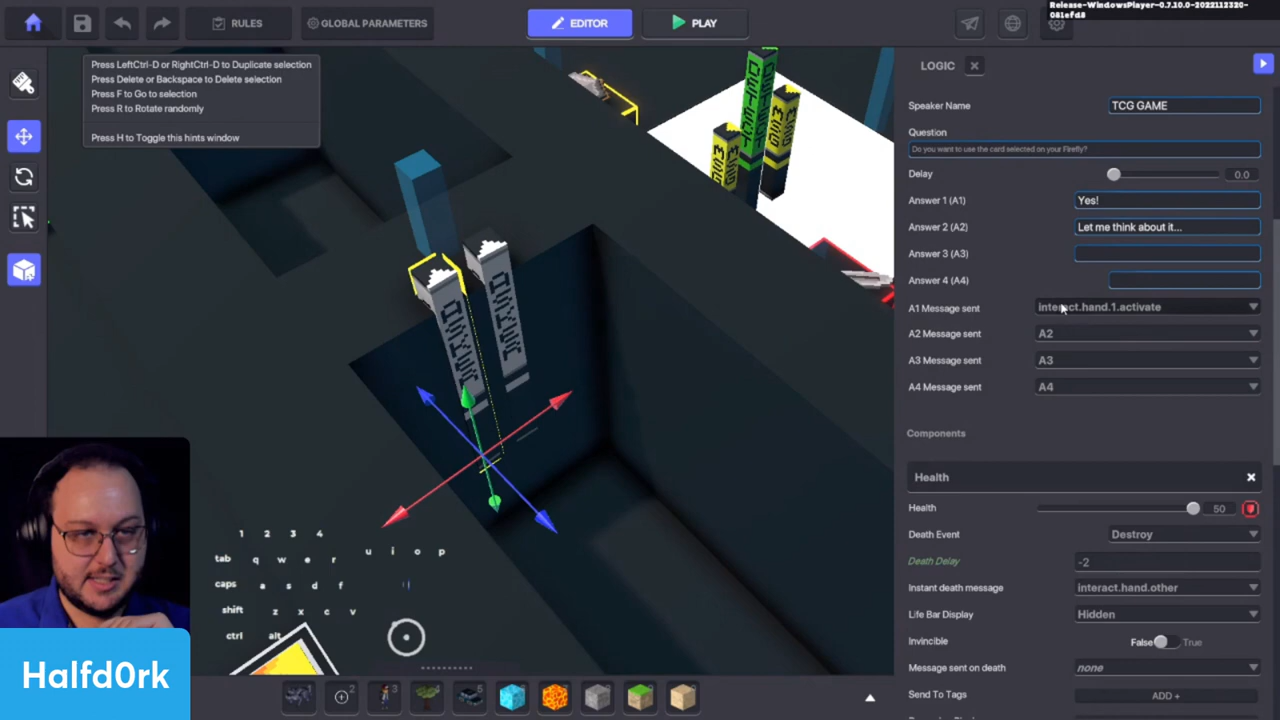 Release-WindowsPlayer-0.7.10.0-2022112320-
081efd8
RULES
GLOBAL PARAMETERS
EDITOR
PLAY
Press LeftCtrl-D or RightCtrl-D to Duplicate selection
Press Delete or Backspace to Delete selection
Press F to Go to selection
Press R to Rotate randomly
Press H to Toggle this hints window
LOGIC
Speaker Name
TCG GAME
Question
Do you want to use the card selected on your Firefly?
Delay
0.0
Answer 1 (A1)
Yes!
Answer 2 (A2)
Let me think about it...
Answer 3 (A3)
Answer 4 (A4)
A1 Message sent
interact.hand.1.activate
A2 Message sent
A2
A3 Message sent
A3
A4 Message sent
A4
Components
Health
Health
50
Death Event
Destroy
Death Delay
-2
Instant death message
interact.hand.other
Life Bar Display
Hidden
Invincible
False
True
Message sent on death
none
Send To Tags
ADD +
1 2 3 4
tab q w e r u i o p
caps a s d f
shift z x c v
ctrl alt
Halfd0rk